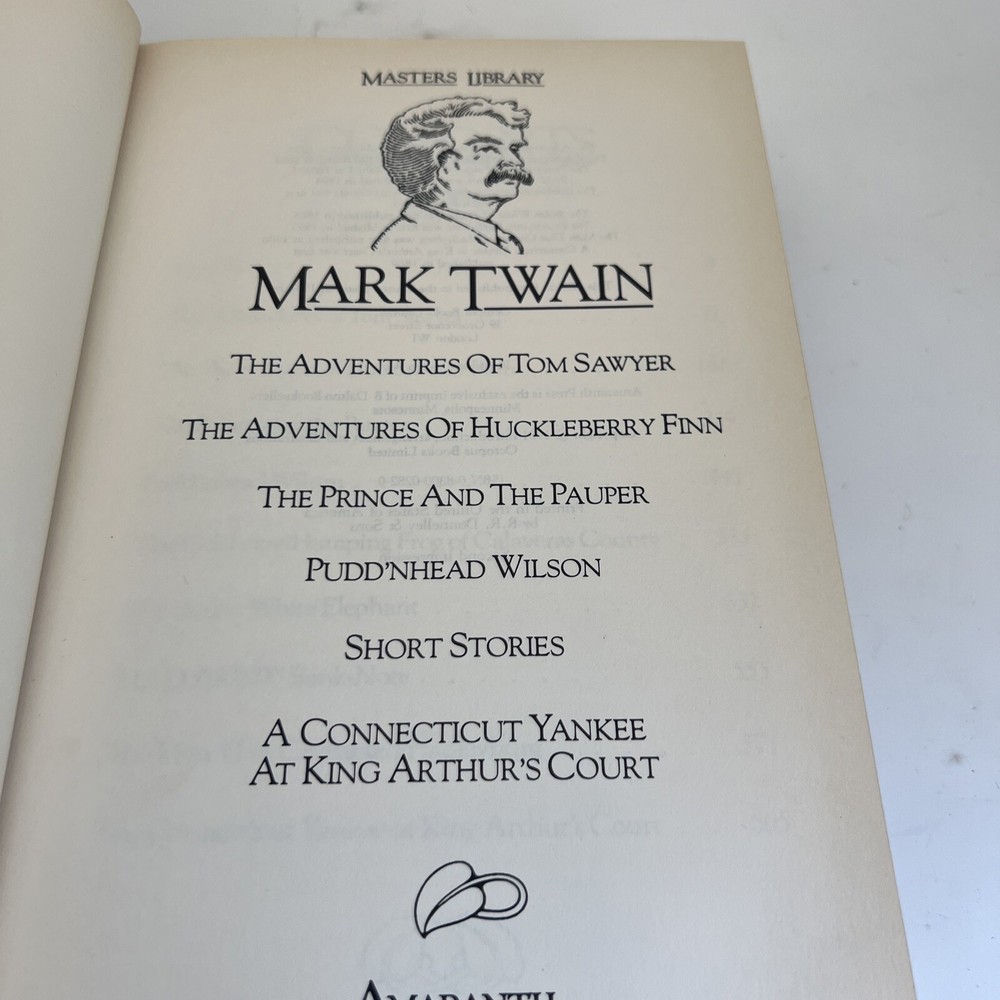 MASTERS LIBRARY
MARK TWAIN
THE ADVENTURES OF TOM SAWYER
THE ADVENTURES OF HUCKLEBERRY FINN
THE PRINCE AND THE PAUPER
PUDD'NHEAD WILSON
SHORT STORIES
A CONNECTICUT YANKEE
AT KING ARTHUR'S COURT
AMARANTH